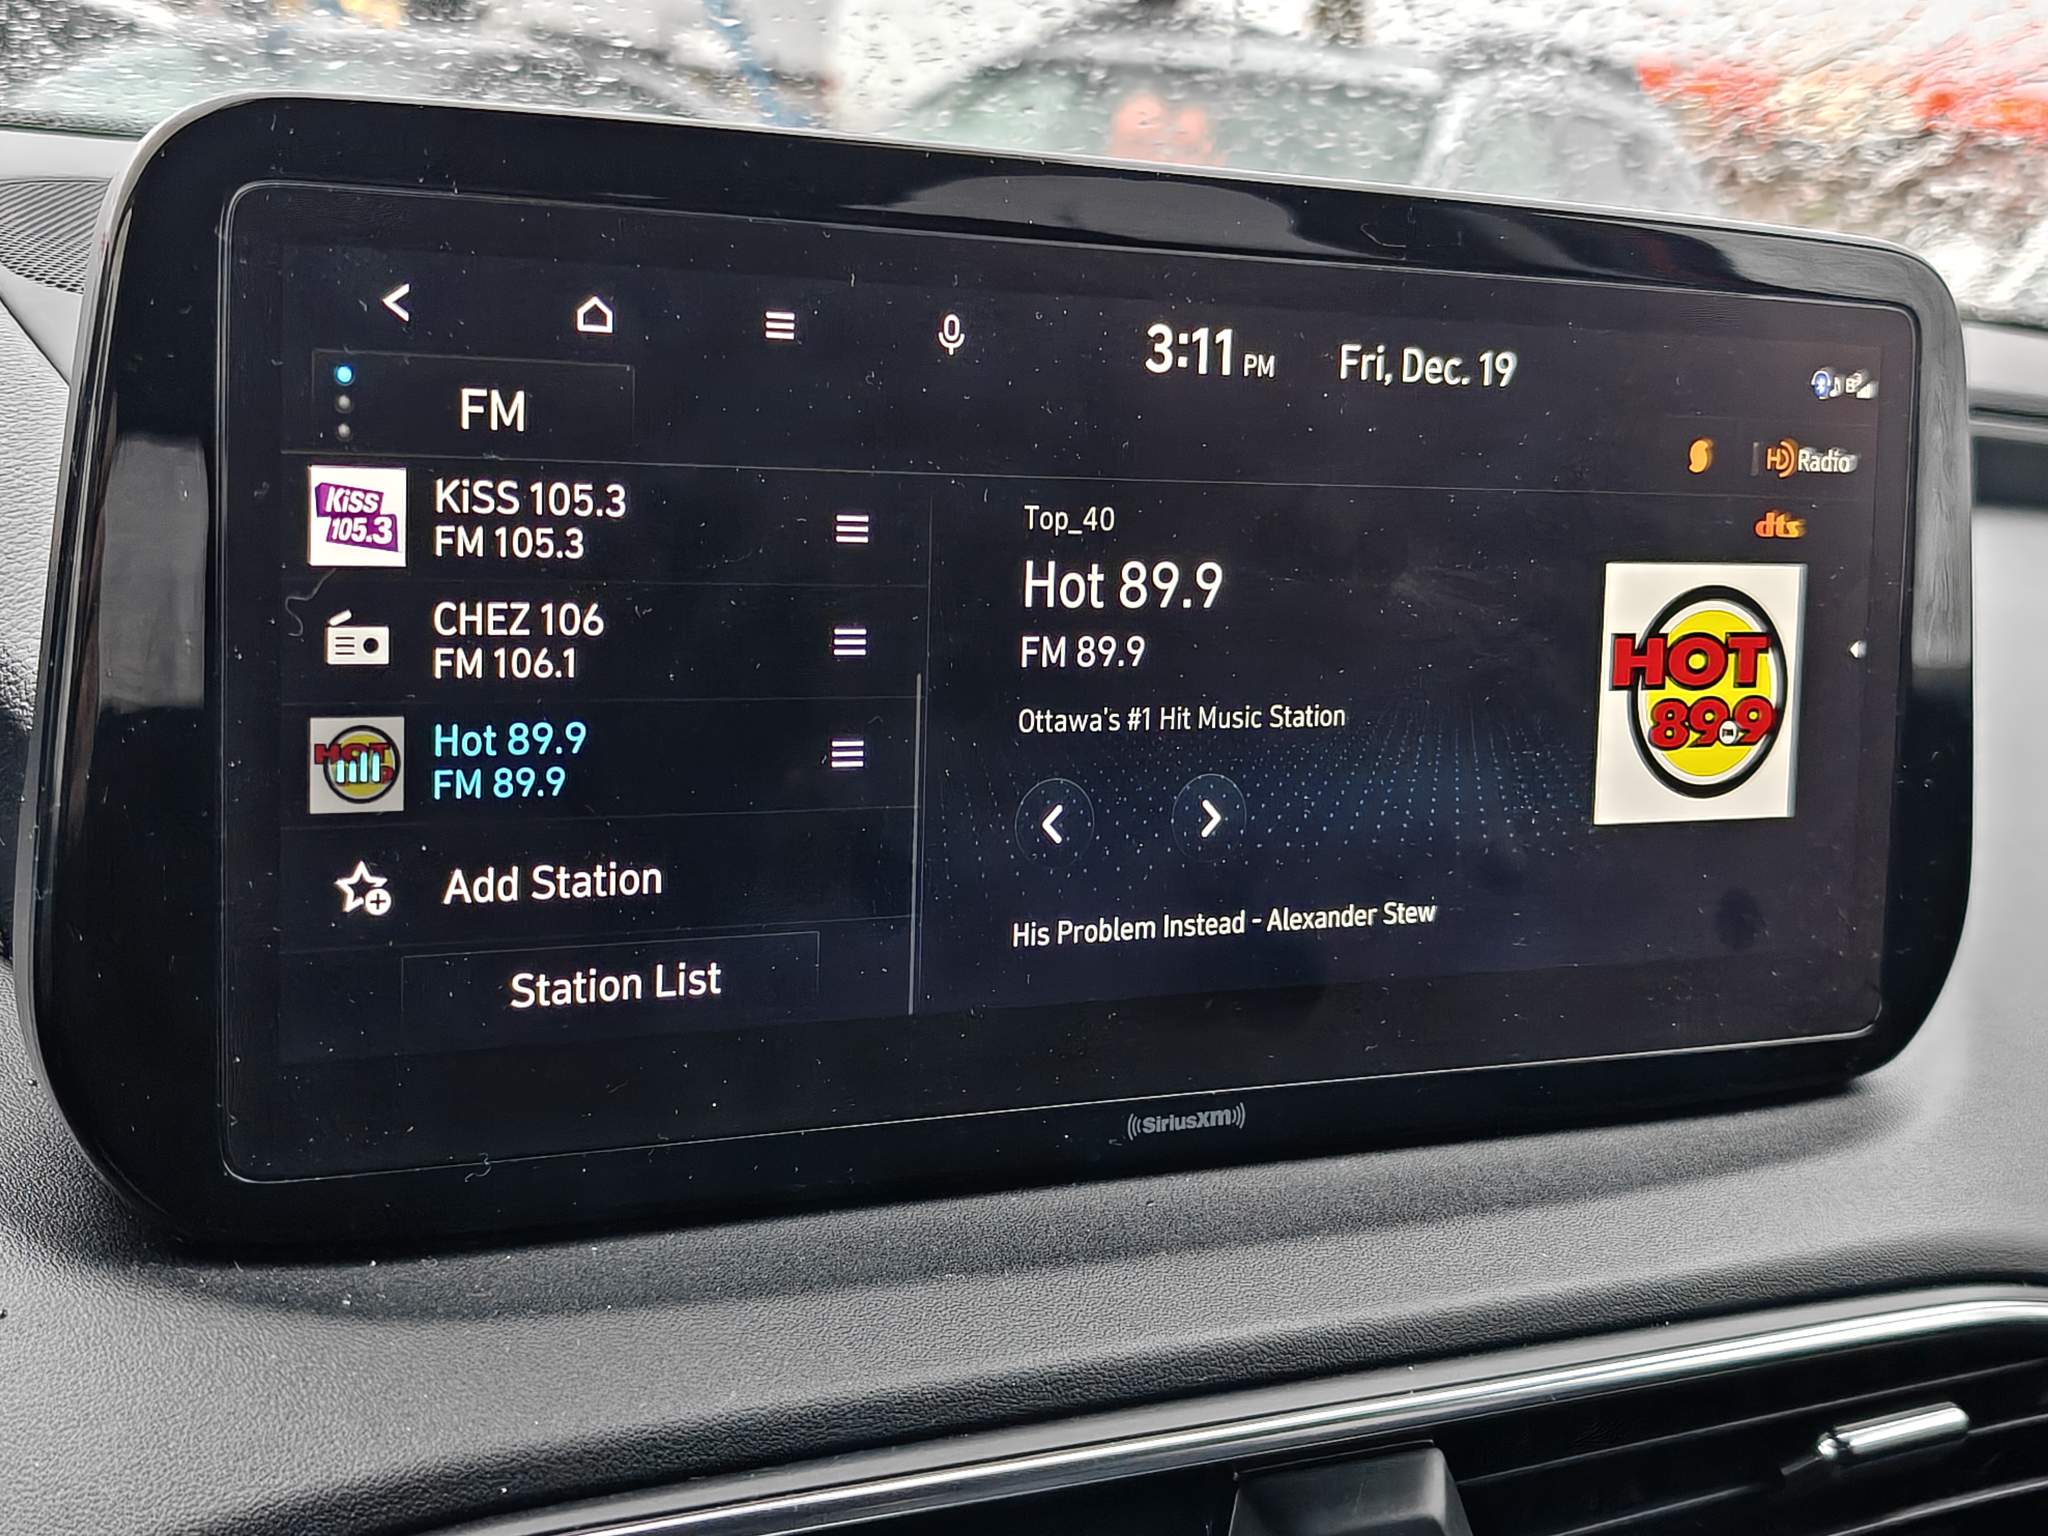 3:11 PM
Fri, Dec. 19
FM
HD Radio
dts
KiSS 105.3
KiSS 105.3
FM 105.3
CHEZ 106
FM 106.1
HOT
Hot 89.9
FM 89.9
Add Station
Station List
Top_40
Hot 89.9
FM 89.9
Ottawa's #1 Hit Music Station
HOT
89.9
FM
His Problem Instead - Alexander Stew
((SiriusXM))